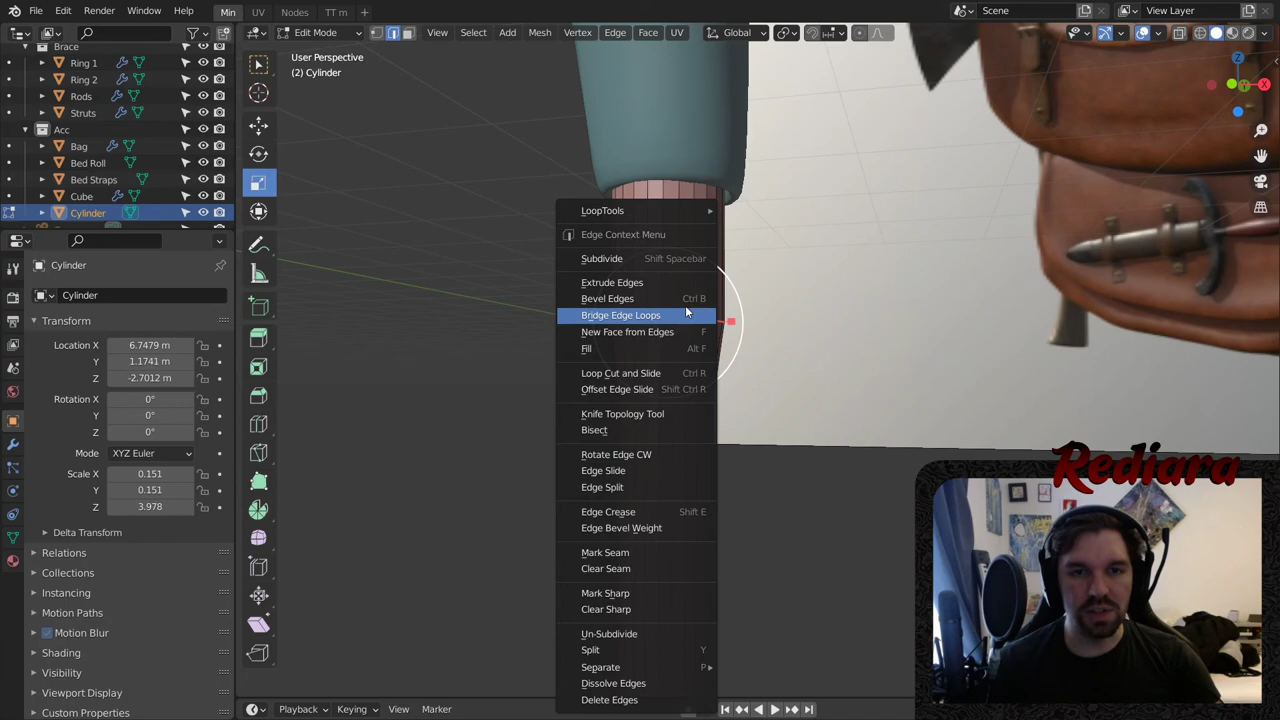 File Edit Render Window Help Min UV Nodes TT m + Scene View Layer
Edit Mode View Select Add Mesh Vertex Edge Face UV Global
Brace
Ring 1
Ring 2
Rods
Struts
Acc
Bag
Bed Roll
Bed Straps
Cube
Cylinder
User Perspective
(2) Cylinder
Z
X
Cylinder
Cylinder
Transform
Location X 6.7479 m
Y 1.1741 m
Z -2.7012 m
Rotation X 0°
Y 0°
Z 0°
Mode XYZ Euler
Scale X 0.151
Y 0.151
Z 3.978
Delta Transform
Relations
Collections
Instancing
Motion Paths
Motion Blur
Shading
Visibility
Viewport Display
Custom Properties
LoopTools
Edge Context Menu
Subdivide Shift Spacebar
Extrude Edges
Bevel Edges Ctrl B
Bridge Edge Loops
New Face from Edges F
Fill Alt F
Loop Cut and Slide Ctrl R
Offset Edge Slide Shift Ctrl R
Knife Topology Tool
Bisect
Rotate Edge CW
Edge Slide
Edge Split
Edge Crease Shift E
Edge Bevel Weight
Mark Seam
Clear Seam
Mark Sharp
Clear Sharp
Un-Subdivide
Split Y
Separate P
Dissolve Edges
Delete Edges
Playback Keying View Marker
Rediara